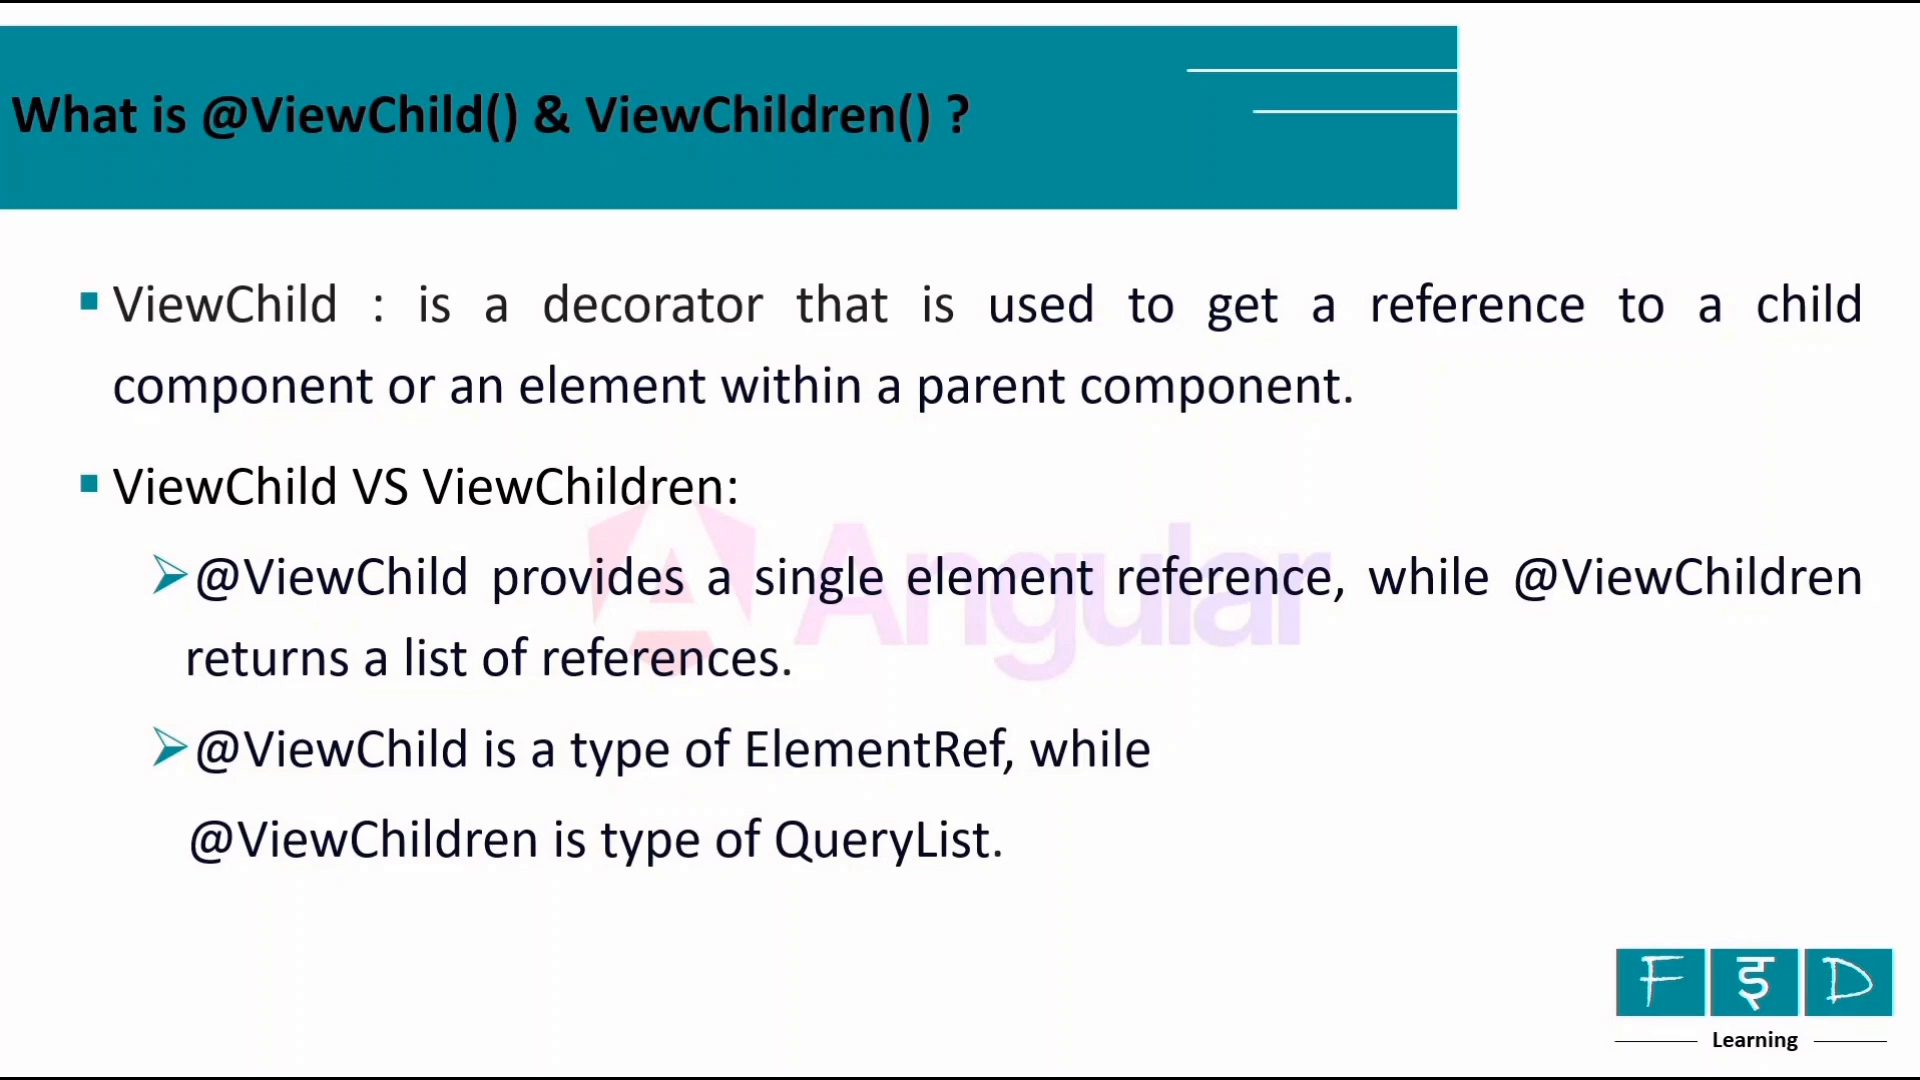 What is @ViewChild() & ViewChildren() ?
ViewChild : is a decorator that is used to get a reference to a child
component or an element within a parent component.
ViewChild VS ViewChildren:
@ViewChild provides a single element reference, while @ViewChildren
returns a list of references.
@ViewChild is a type of ElementRef, while
@ViewChildren is type of QueryList.
Angular
F इ D
Learning